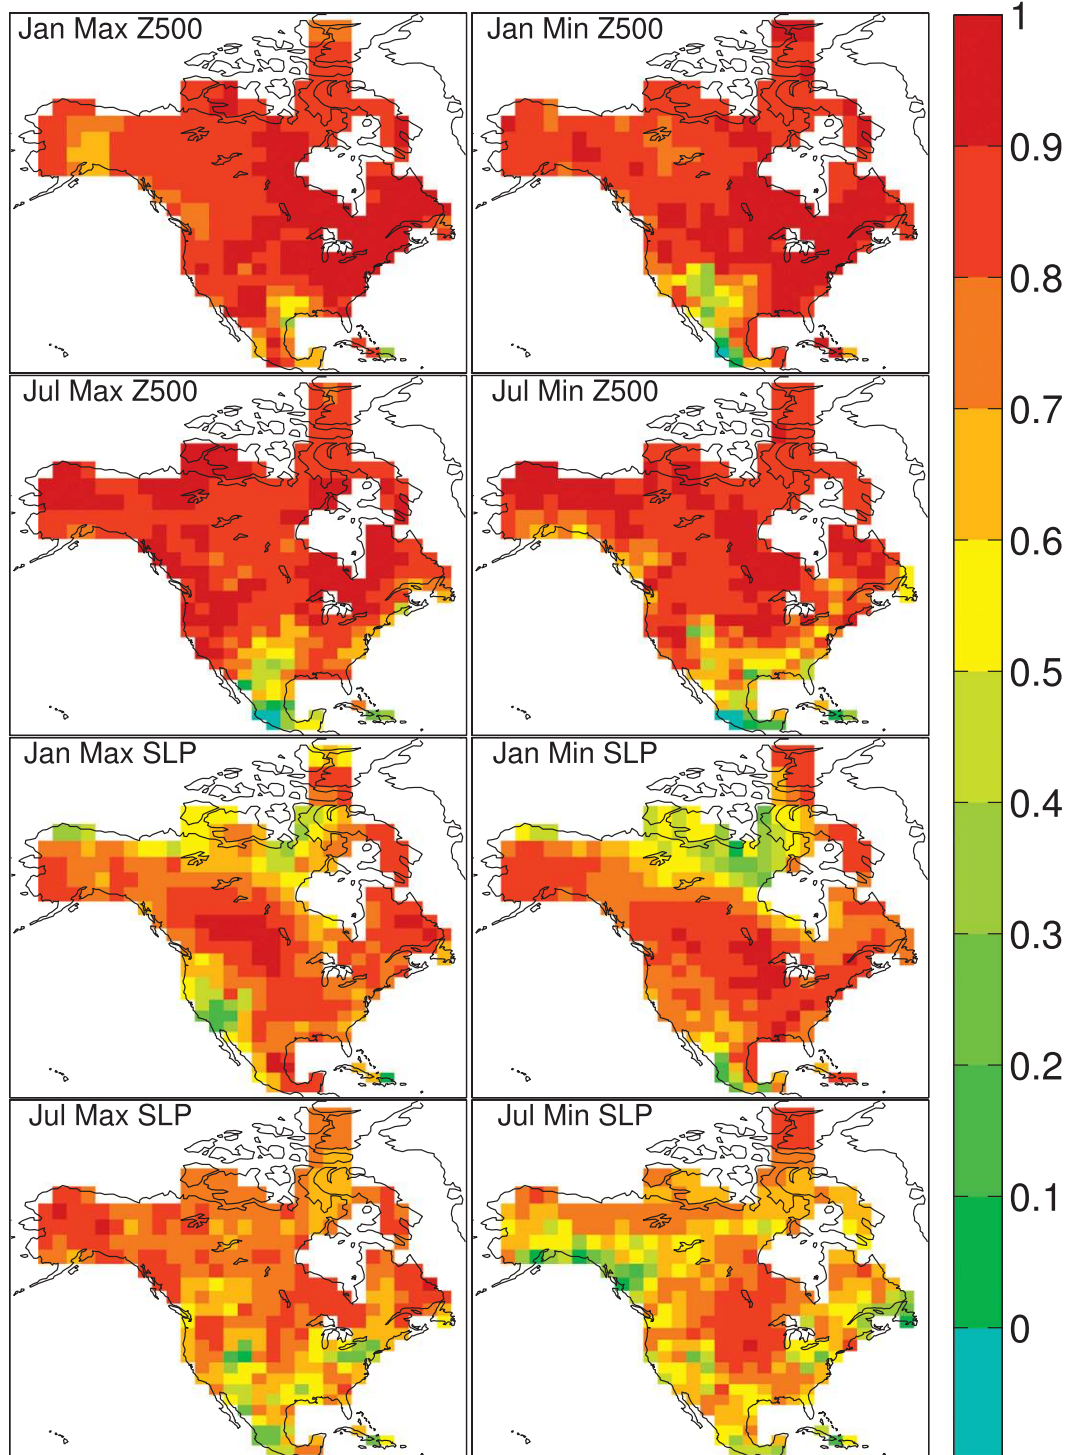 Jan Max Z500
Jan Min Z500
Jul Max Z500
Jul Min Z500
Jan Max SLP
Jan Min SLP
Jul Max SLP
Jul Min SLP
1
0.9
0.8
0.7
0.6
0.5
0.4
0.3
0.2
0.1
0